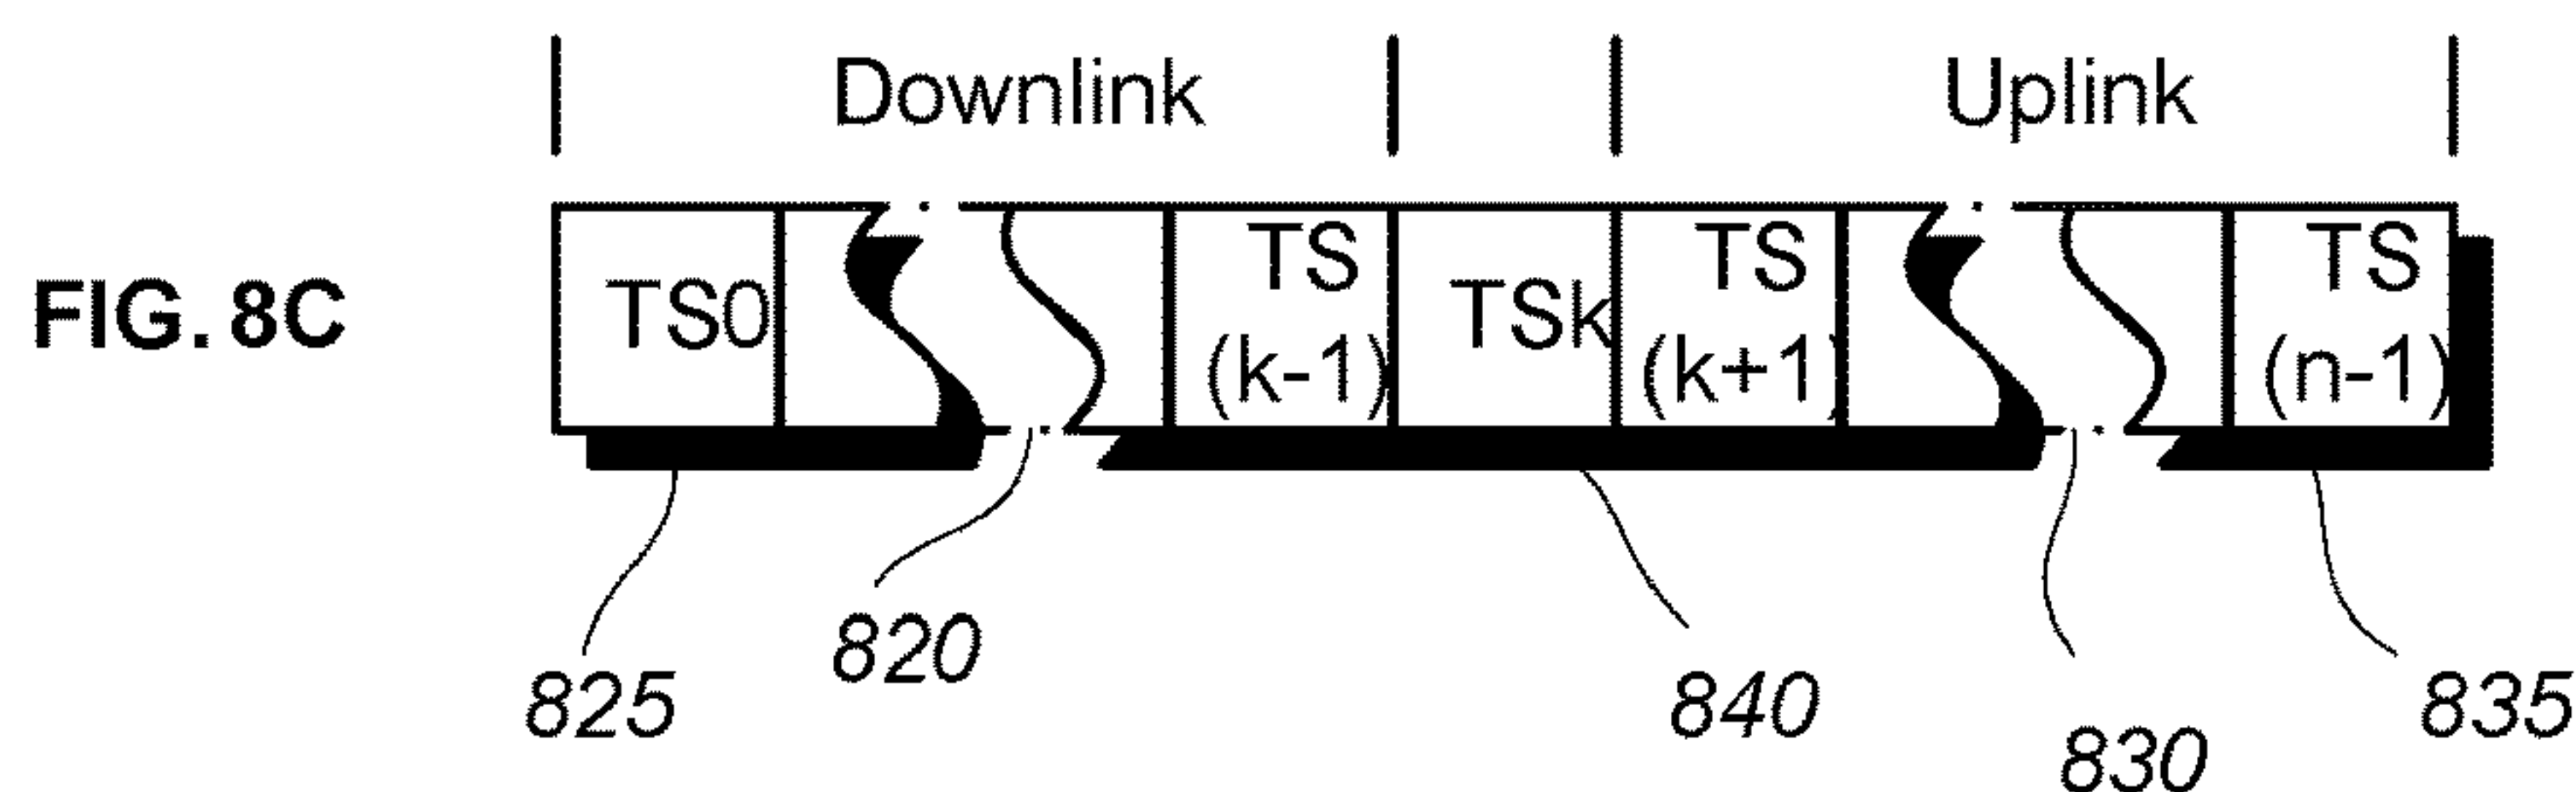 Downlink Uplink
FIG. 8C
TS0 TS (k-1) TSk TS (k+1) TS (n-1)
825 820 840 830 835